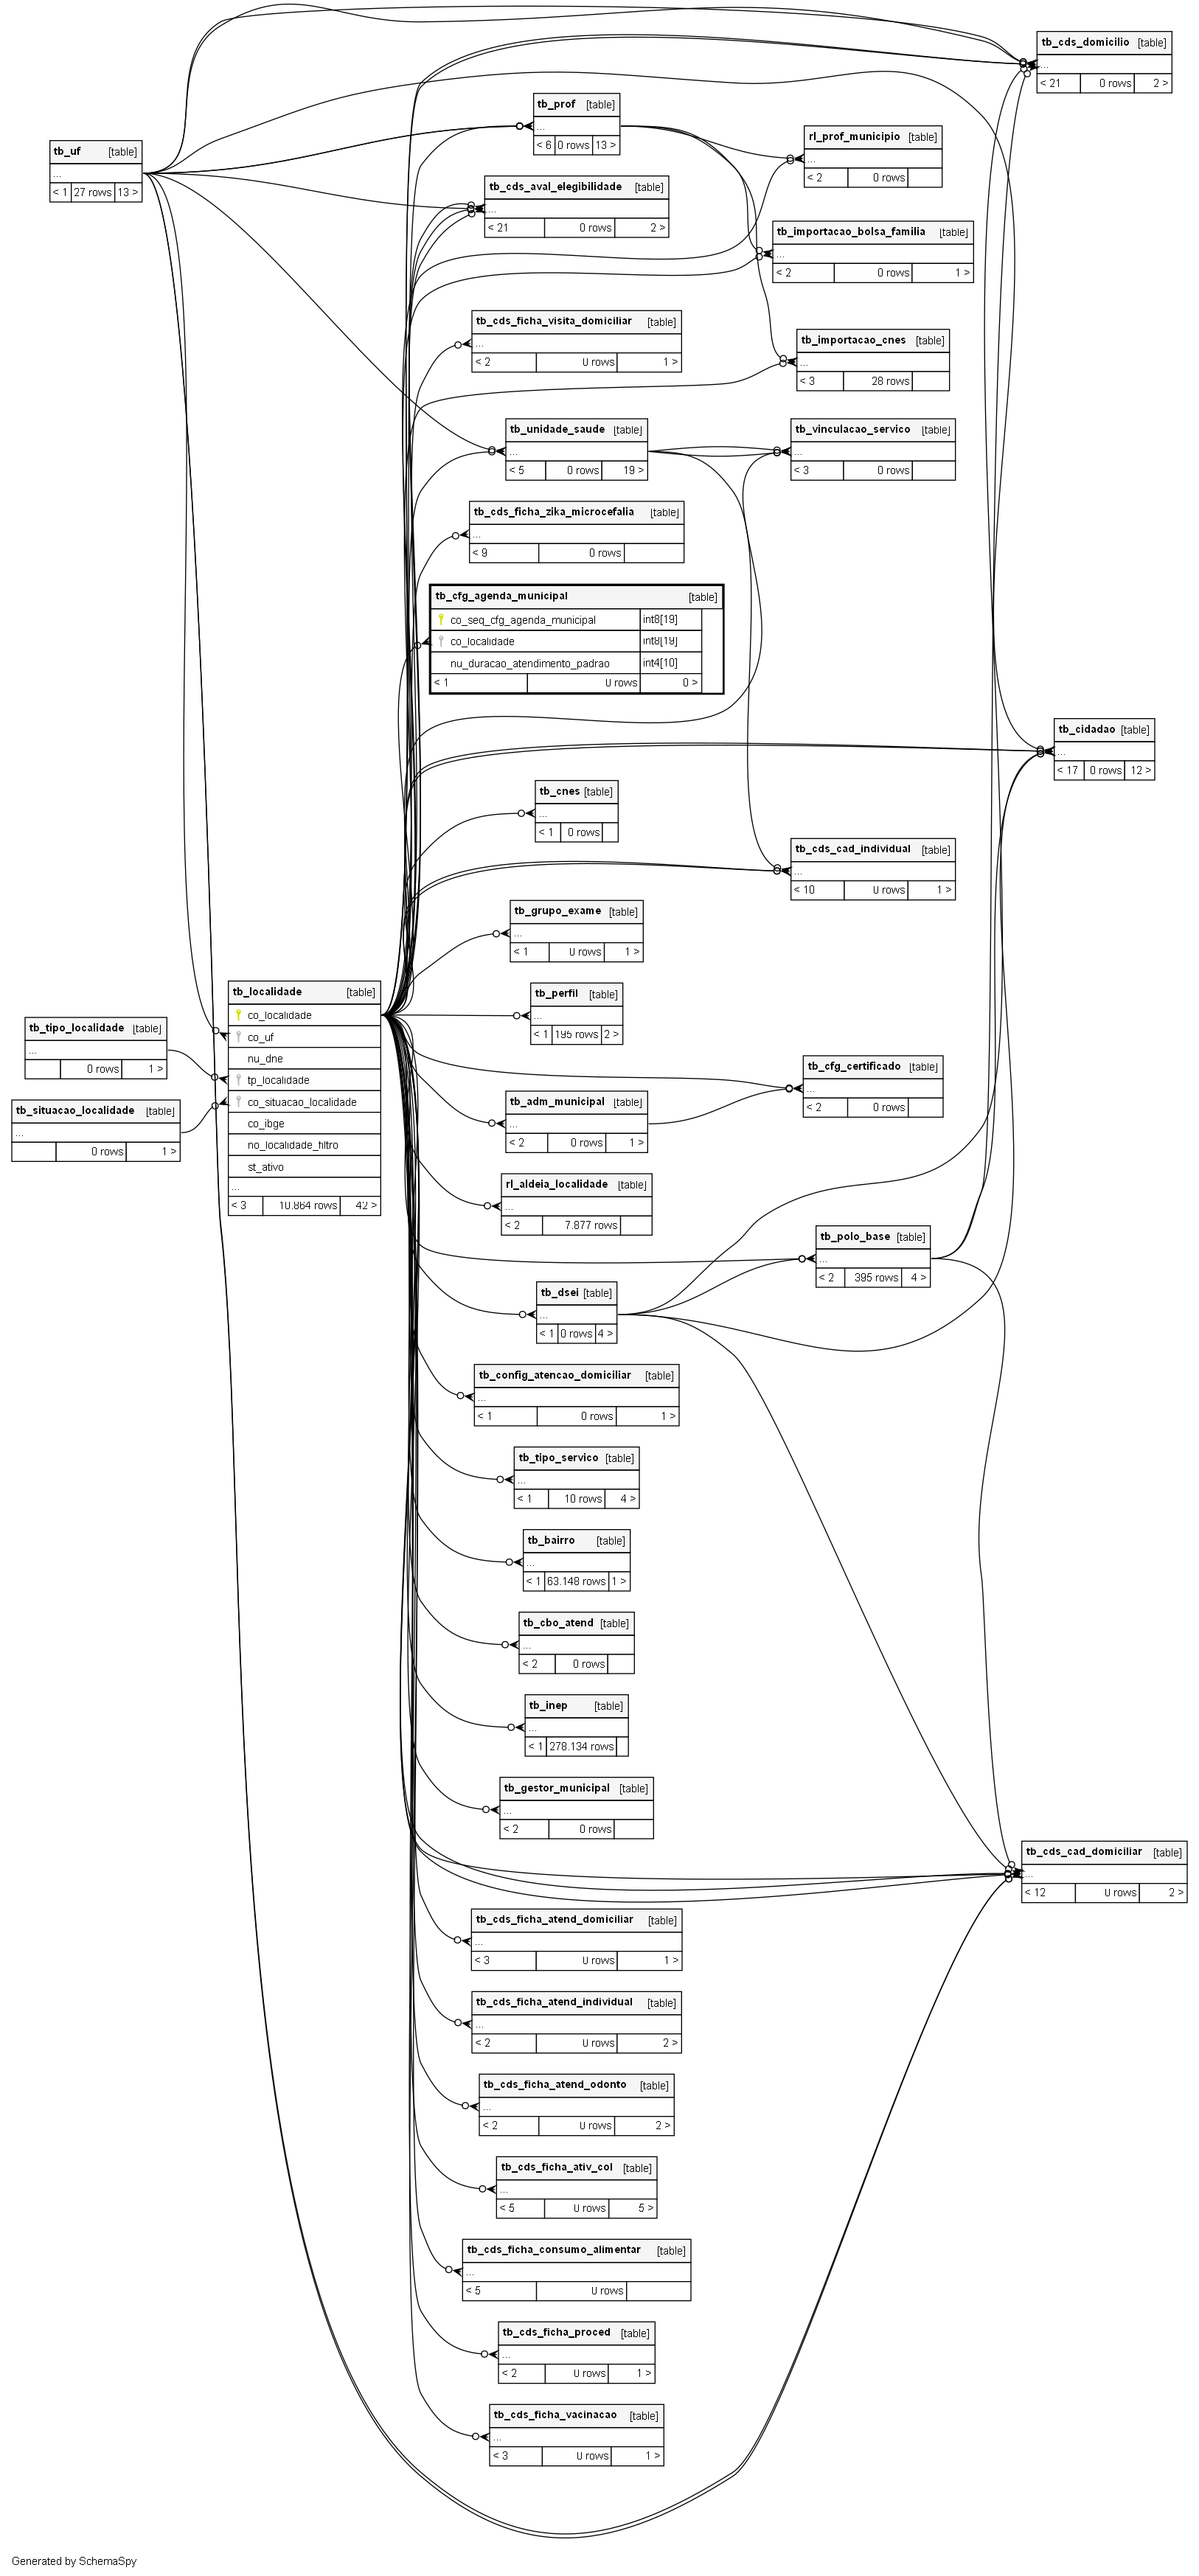 tb_cds_domicilio [table]
...
< 21 0 rows 2 >
tb_prof [table]
...
< 6 0 rows 13 >
rl_prof_municipio [table]
...
< 2 0 rows
tb_uf [table]
...
< 1 27 rows 13 >
tb_cds_aval_elegibilidade [table]
...
< 21 0 rows 2 >
tb_importacao_bolsa_familia [table]
...
< 2 0 rows 1 >
tb_cds_ficha_visita_domiciliar [table]
...
< 2 0 rows 1 >
tb_importacao_cnes [table]
...
< 3 28 rows
tb_unidade_saude [table]
...
< 5 0 rows 19 >
tb_vinculacao_servico [table]
...
< 3 0 rows
tb_cds_ficha_zika_microcefalia [table]
...
< 9 0 rows
tb_cfg_agenda_municipal [table]
co_seq_cfg_agenda_municipal int8[19]
co_localidade int8[19]
nu_duracao_atendimento_padrao int4[10]
< 1 0 rows 0 >
tb_cidadao [table]
...
< 17 0 rows 12 >
tb_cnes [table]
...
< 1 0 rows
tb_cds_cad_individual [table]
...
< 10 0 rows 1 >
tb_grupo_exame [table]
...
< 1 0 rows 1 >
tb_localidade [table]
co_localidade
co_uf
nu_dne
tp_localidade
co_situacao_localidade
co_ibge
no_localidade_filtro
st_ativo
...
< 3 10.864 rows 42 >
tb_perfil [table]
...
< 1 195 rows 2 >
tb_tipo_localidade [table]
...
0 rows 1 >
tb_cfg_certificado [table]
...
< 2 0 rows
tb_adm_municipal [table]
...
< 2 0 rows 1 >
tb_situacao_localidade [table]
...
0 rows 1 >
rl_aldeia_localidade [table]
...
< 2 7.877 rows
tb_polo_base [table]
...
< 2 395 rows 4 >
tb_dsei [table]
...
< 1 0 rows 4 >
tb_config_atencao_domiciliar [table]
...
< 1 0 rows 1 >
tb_tipo_servico [table]
...
< 1 10 rows 4 >
tb_bairro [table]
...
< 1 63.148 rows 1 >
tb_cbo_atend [table]
...
< 2 0 rows
tb_inep [table]
...
< 1 278.134 rows
tb_gestor_municipal [table]
...
< 2 0 rows
tb_cds_cad_domiciliar [table]
...
< 12 0 rows 2 >
tb_cds_ficha_atend_domiciliar [table]
...
< 3 0 rows 1 >
tb_cds_ficha_atend_individual [table]
...
< 2 0 rows 2 >
tb_cds_ficha_atend_odonto [table]
...
< 2 0 rows 2 >
tb_cds_ficha_ativ_col [table]
...
< 5 0 rows 5 >
tb_cds_ficha_consumo_alimentar [table]
...
< 5 0 rows
tb_cds_ficha_proced [table]
...
< 2 0 rows 1 >
tb_cds_ficha_vacinacao [table]
...
< 3 0 rows 1 >
Generated by SchemaSpy